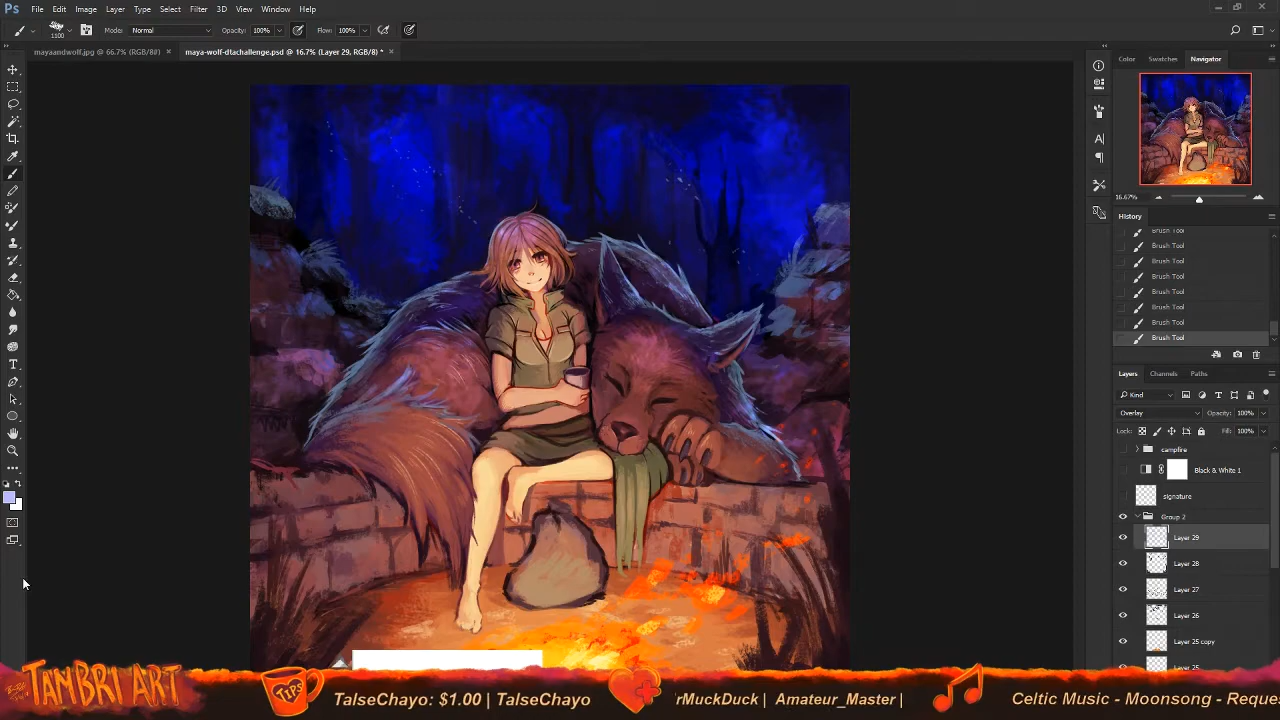 Ps File Edit Image Layer Type Select Filter 3D View Window Help
1300 Mode: Normal Opacity: 100% Flow: 100%
mayaandwolf.jpg @ 66.7% (RGB/8#) × maya-wolf-dtachallenge.psd @ 16.7% (Layer 29, RGB/8) * ×
Color Swatches Navigator
16.67%
History
Brush Tool
Brush Tool
Brush Tool
Brush Tool
Brush Tool
Brush Tool
Brush Tool
Brush Tool
Layers Channels Paths
Kind
Overlay Opacity: 100%
Lock: Fill: 100%
campfire
Black & White 1
signature
Group 2
Layer 29
Layer 28
Layer 27
Layer 26
Layer 25 copy
Layer 25
TAMBRI ART TIPS TalseChayo: $1.00 | TalseChayo rMuckDuck | Amateur_Master | Celtic Music - Moonsong - Reque